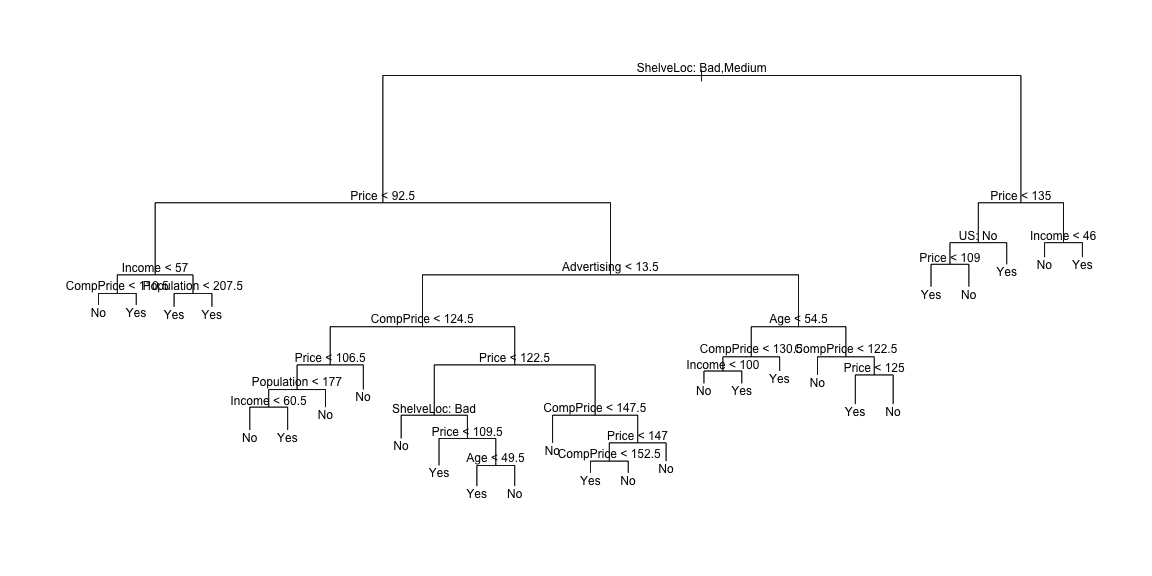 ShelveLoc: Bad,Medium
Price < 92.5
Price < 135
US: No
Income < 46
Price < 109
Yes
No
Yes
No
Yes
Income < 57
CompPrice < 110.5
Population < 207.5
No
Yes
Yes
Yes
Advertising < 13.5
CompPrice < 124.5
Age < 54.5
Price < 106.5
Price < 122.5
CompPrice < 130.5
CompPrice < 122.5
Population < 177
No
Income < 100
Yes
No
Price < 125
Income < 60.5
No
No
Yes
Yes
No
No
Yes
ShelveLoc: Bad
CompPrice < 147.5
No
Price < 109.5
No
Price < 147
Yes
Age < 49.5
CompPrice < 152.5
No
Yes
No
Yes
No